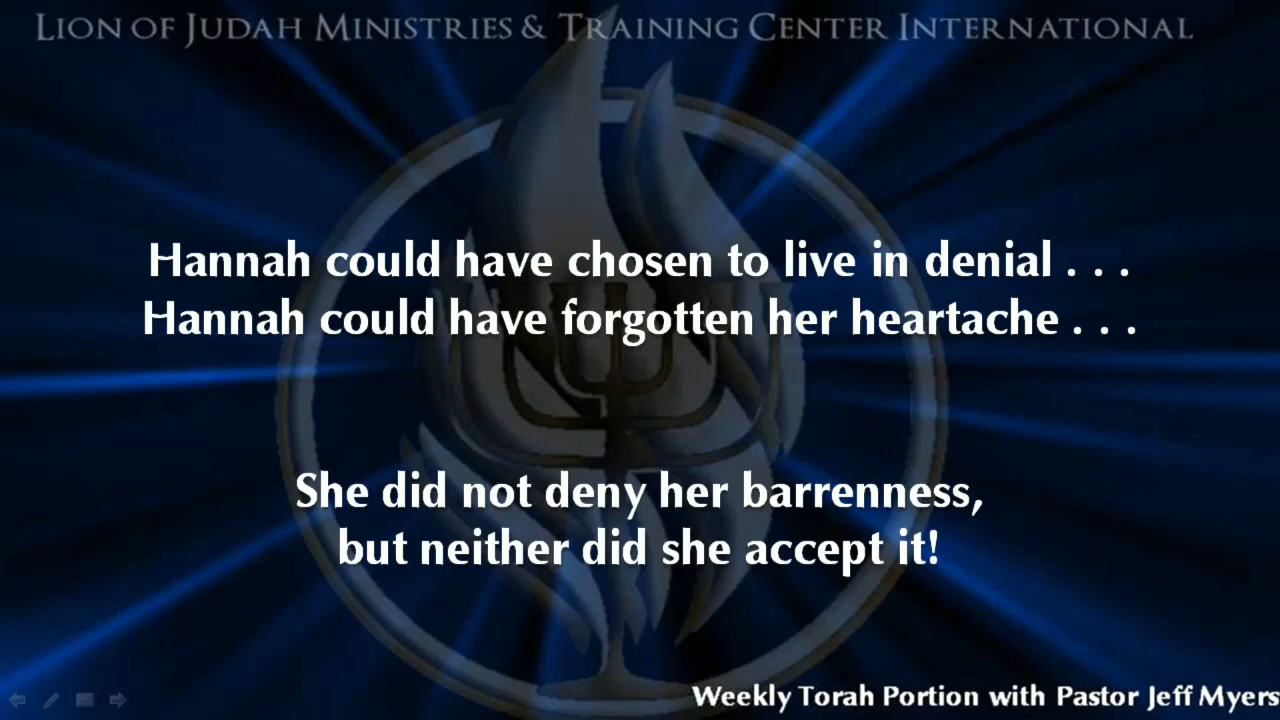 LION OF JUDAH MINISTRIES & TRAINING CENTER INTERNATIONAL
Hannah could have chosen to live in denial . . .
Hannah could have forgotten her heartache . . .
She did not deny her barrenness,
but neither did she accept it!
Weekly Torah Portion with Pastor Jeff Myers